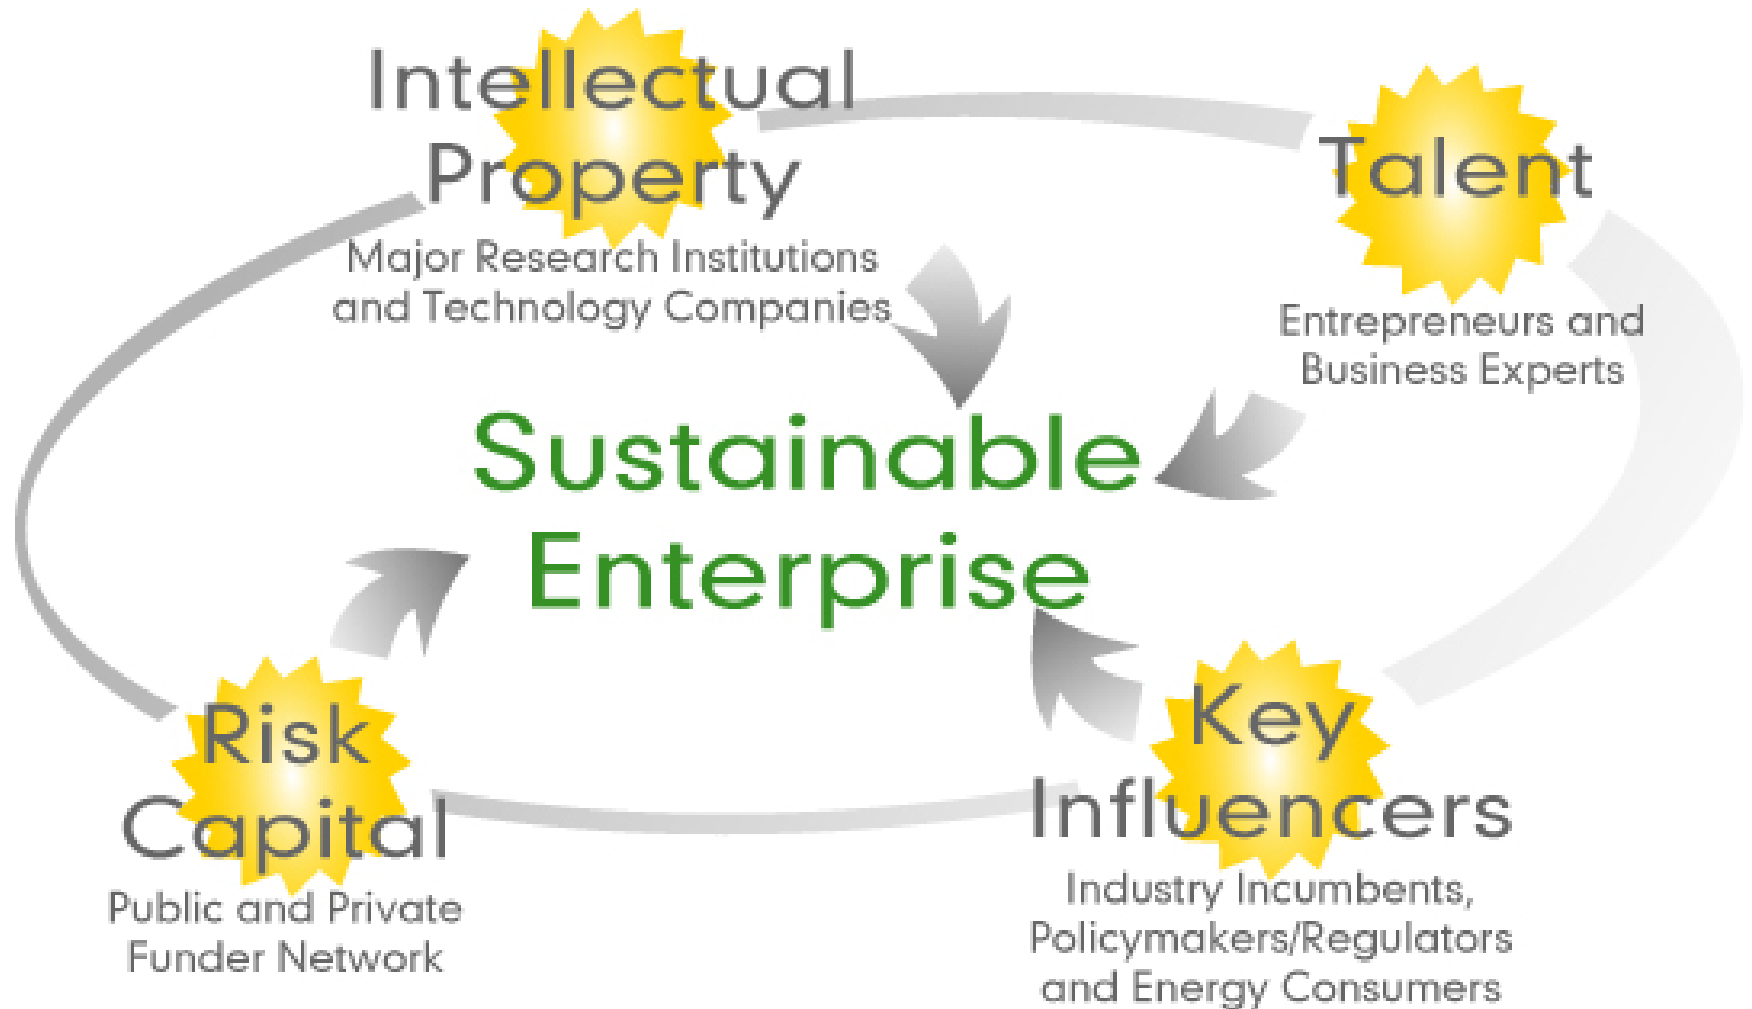 Intellectual
Property
Major Research Institutions
and Technology Companies
Talent
Entrepreneurs and
Business Experts
Sustainable
Enterprise
Risk
Capital
Public and Private
Funder Network
Key
Influencers
Industry Incumbents,
Policymakers/Regulators
and Energy Consumers